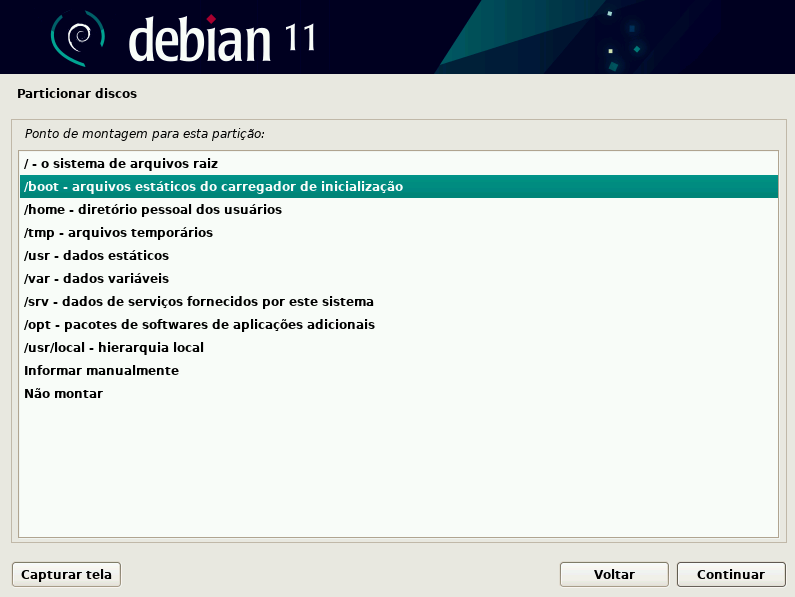 debian 11
Particionar discos
Ponto de montagem para esta partição:
/ - o sistema de arquivos raiz
/boot - arquivos estáticos do carregador de inicialização
/home - diretório pessoal dos usuários
/tmp - arquivos temporários
/usr - dados estáticos
/var - dados variáveis
/srv - dados de serviços fornecidos por este sistema
/opt - pacotes de softwares de aplicações adicionais
/usr/local - hierarquia local
Informar manualmente
Não montar
Capturar tela
Voltar
Continuar